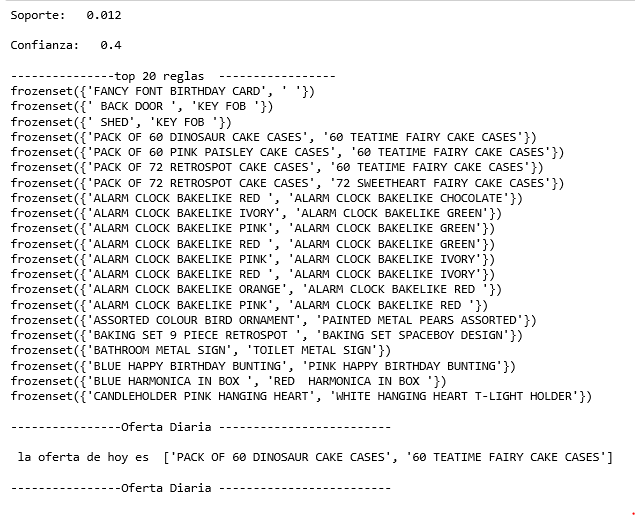 Soporte:   0.012
Confianza:   0.4
---------------top 20 reglas  -----------------
frozenset({'FANCY FONT BIRTHDAY CARD', ' '})
frozenset({' BACK DOOR ', 'KEY FOB '})
frozenset({' SHED', 'KEY FOB '})
frozenset({'PACK OF 60 DINOSAUR CAKE CASES', '60 TEATIME FAIRY CAKE CASES'})
frozenset({'PACK OF 60 PINK PAISLEY CAKE CASES', '60 TEATIME FAIRY CAKE CASES'})
frozenset({'PACK OF 72 RETROSPOT CAKE CASES', '60 TEATIME FAIRY CAKE CASES'})
frozenset({'PACK OF 72 RETROSPOT CAKE CASES', '72 SWEETHEART FAIRY CAKE CASES'})
frozenset({'ALARM CLOCK BAKELIKE RED ', 'ALARM CLOCK BAKELIKE CHOCOLATE'})
frozenset({'ALARM CLOCK BAKELIKE IVORY', 'ALARM CLOCK BAKELIKE GREEN'})
frozenset({'ALARM CLOCK BAKELIKE PINK', 'ALARM CLOCK BAKELIKE GREEN'})
frozenset({'ALARM CLOCK BAKELIKE RED ', 'ALARM CLOCK BAKELIKE GREEN'})
frozenset({'ALARM CLOCK BAKELIKE PINK', 'ALARM CLOCK BAKELIKE IVORY'})
frozenset({'ALARM CLOCK BAKELIKE RED ', 'ALARM CLOCK BAKELIKE IVORY'})
frozenset({'ALARM CLOCK BAKELIKE ORANGE', 'ALARM CLOCK BAKELIKE RED '})
frozenset({'ALARM CLOCK BAKELIKE PINK', 'ALARM CLOCK BAKELIKE RED '})
frozenset({'ASSORTED COLOUR BIRD ORNAMENT', 'PAINTED METAL PEARS ASSORTED'})
frozenset({'BAKING SET 9 PIECE RETROSPOT ', 'BAKING SET SPACEBOY DESIGN'})
frozenset({'BATHROOM METAL SIGN', 'TOILET METAL SIGN'})
frozenset({'BLUE HAPPY BIRTHDAY BUNTING', 'PINK HAPPY BIRTHDAY BUNTING'})
frozenset({'BLUE HARMONICA IN BOX ', 'RED  HARMONICA IN BOX '})
frozenset({'CANDLEHOLDER PINK HANGING HEART', 'WHITE HANGING HEART T-LIGHT HOLDER'})
----------------Oferta Diaria -------------------------
la oferta de hoy es  ['PACK OF 60 DINOSAUR CAKE CASES', '60 TEATIME FAIRY CAKE CASES']
----------------Oferta Diaria -------------------------